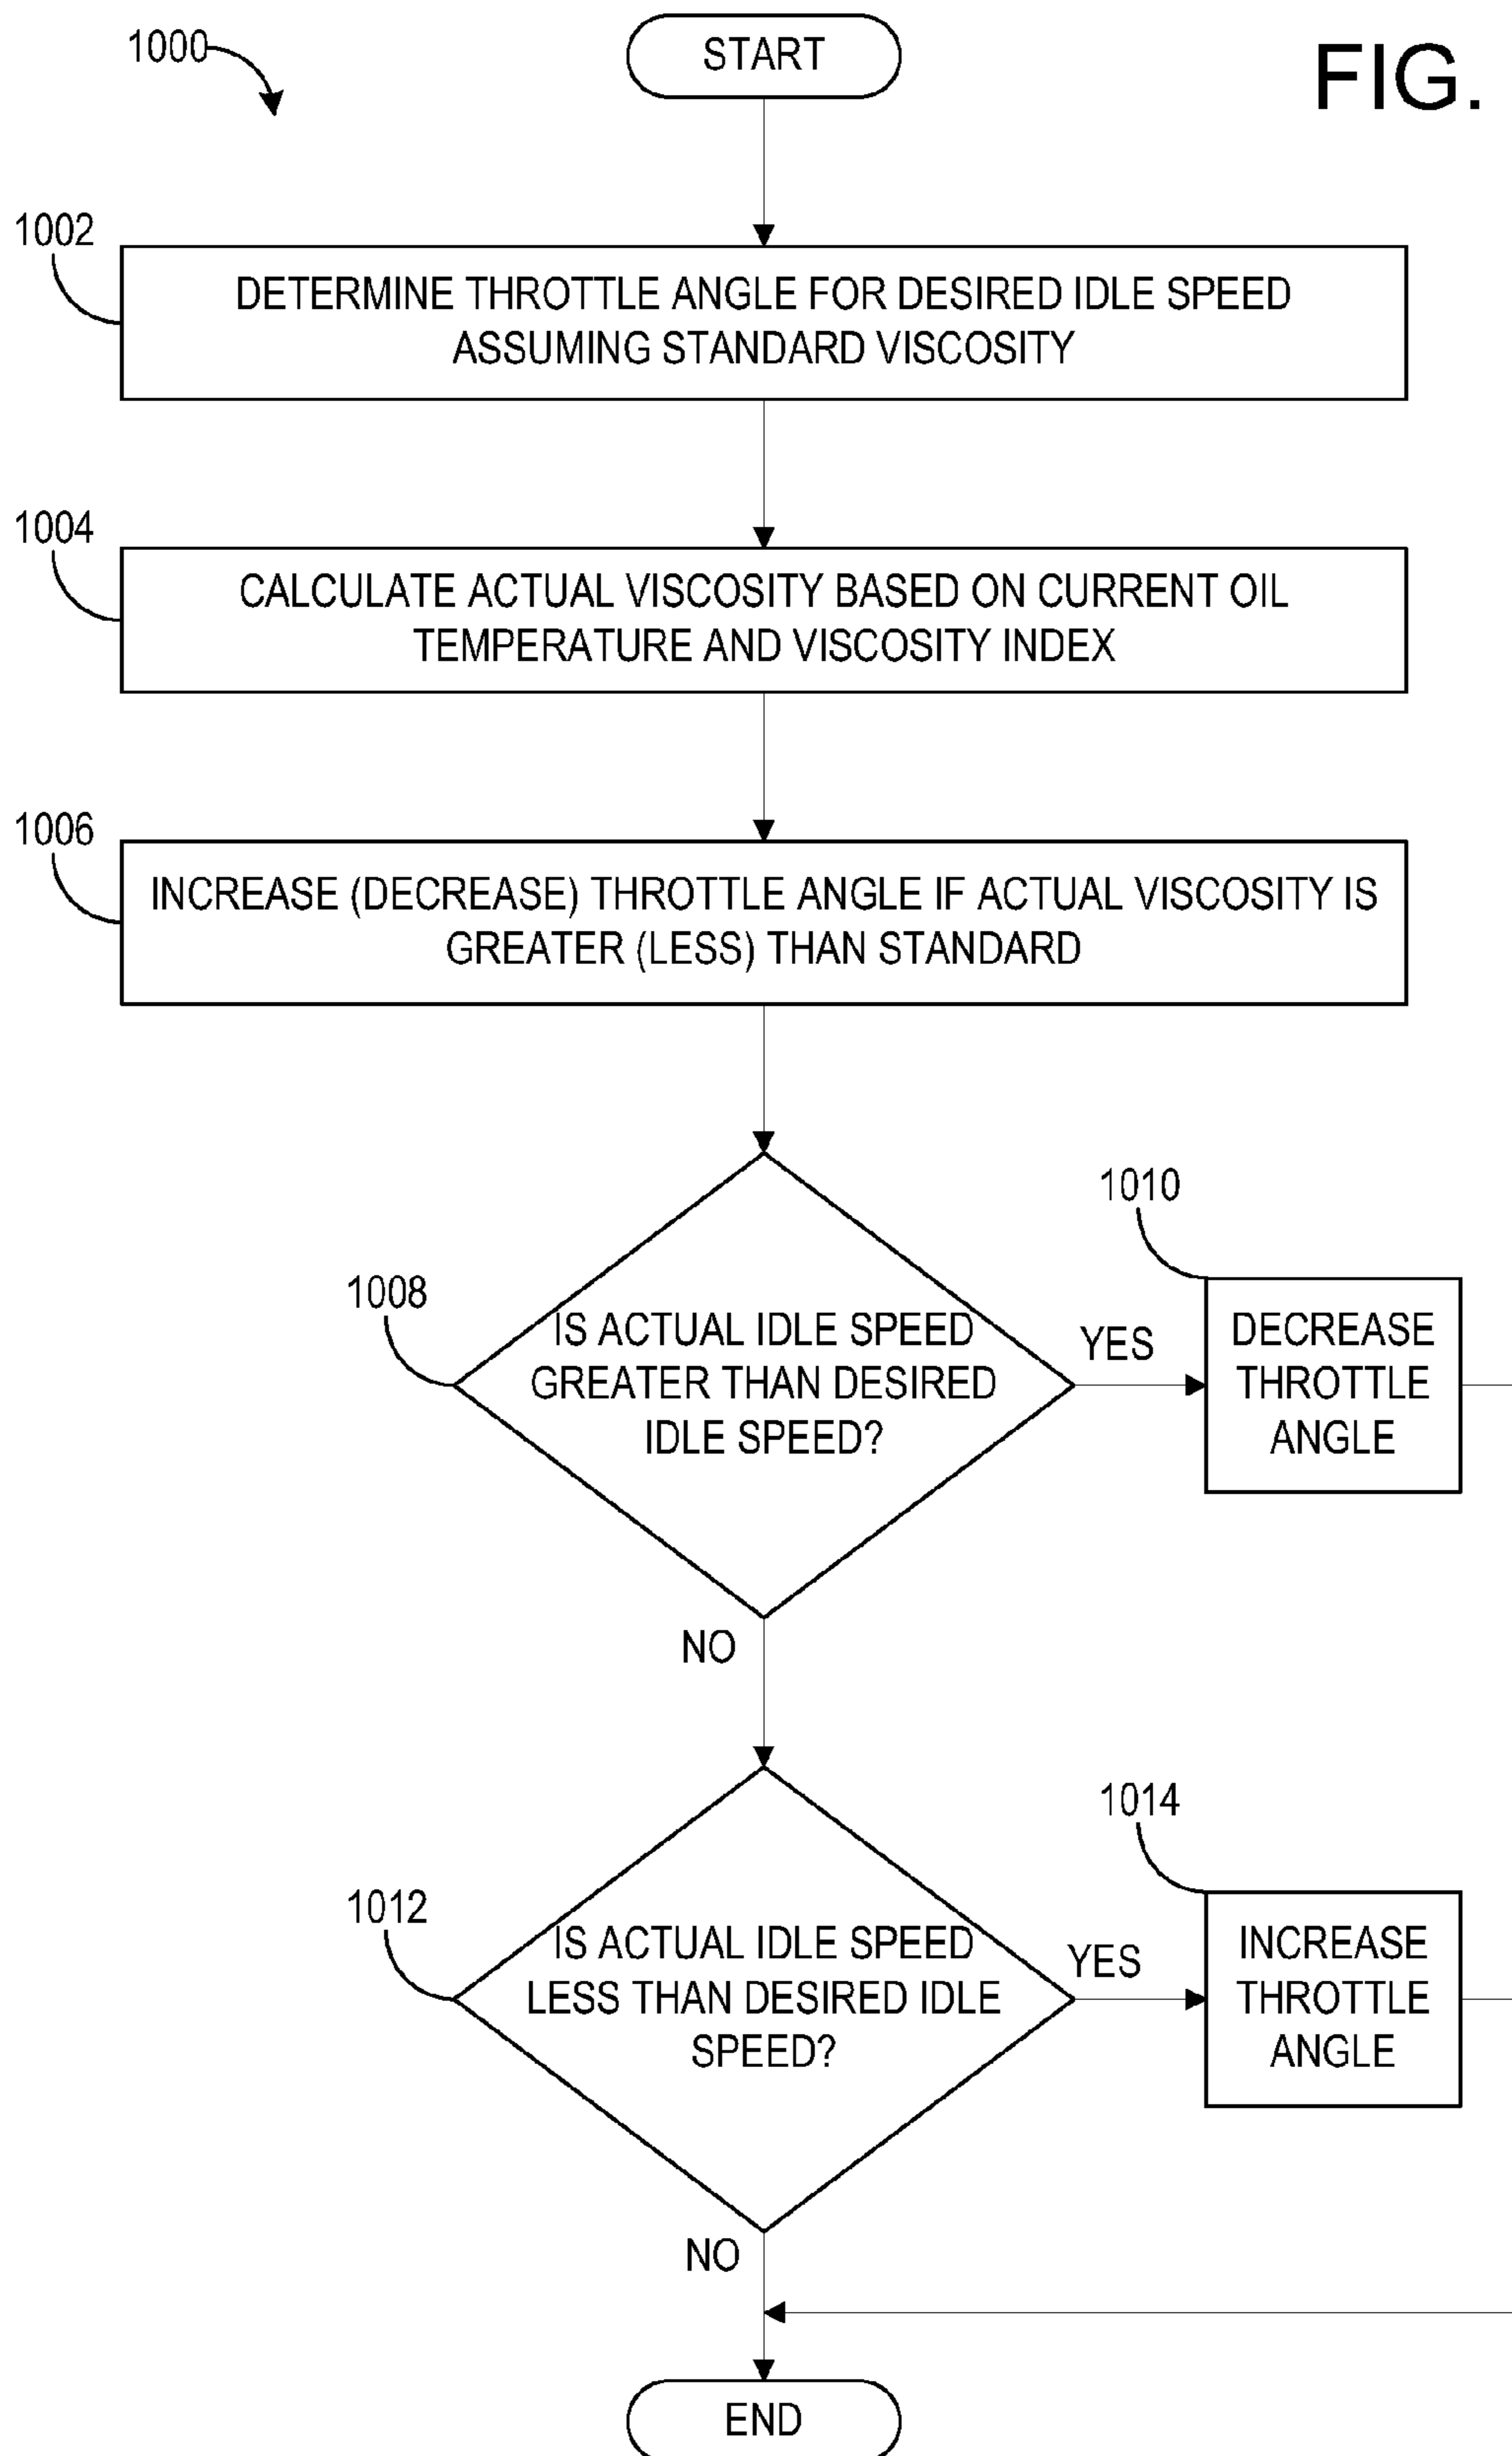 1000
START
FIG.
1002
DETERMINE THROTTLE ANGLE FOR DESIRED IDLE SPEED
ASSUMING STANDARD VISCOSITY
1004
CALCULATE ACTUAL VISCOSITY BASED ON CURRENT OIL
TEMPERATURE AND VISCOSITY INDEX
1006
INCREASE (DECREASE) THROTTLE ANGLE IF ACTUAL VISCOSITY IS
GREATER (LESS) THAN STANDARD
1008
IS ACTUAL IDLE SPEED
GREATER THAN DESIRED
IDLE SPEED?
YES
1010
DECREASE
THROTTLE
ANGLE
NO
1012
IS ACTUAL IDLE SPEED
LESS THAN DESIRED IDLE
SPEED?
YES
1014
INCREASE
THROTTLE
ANGLE
NO
END